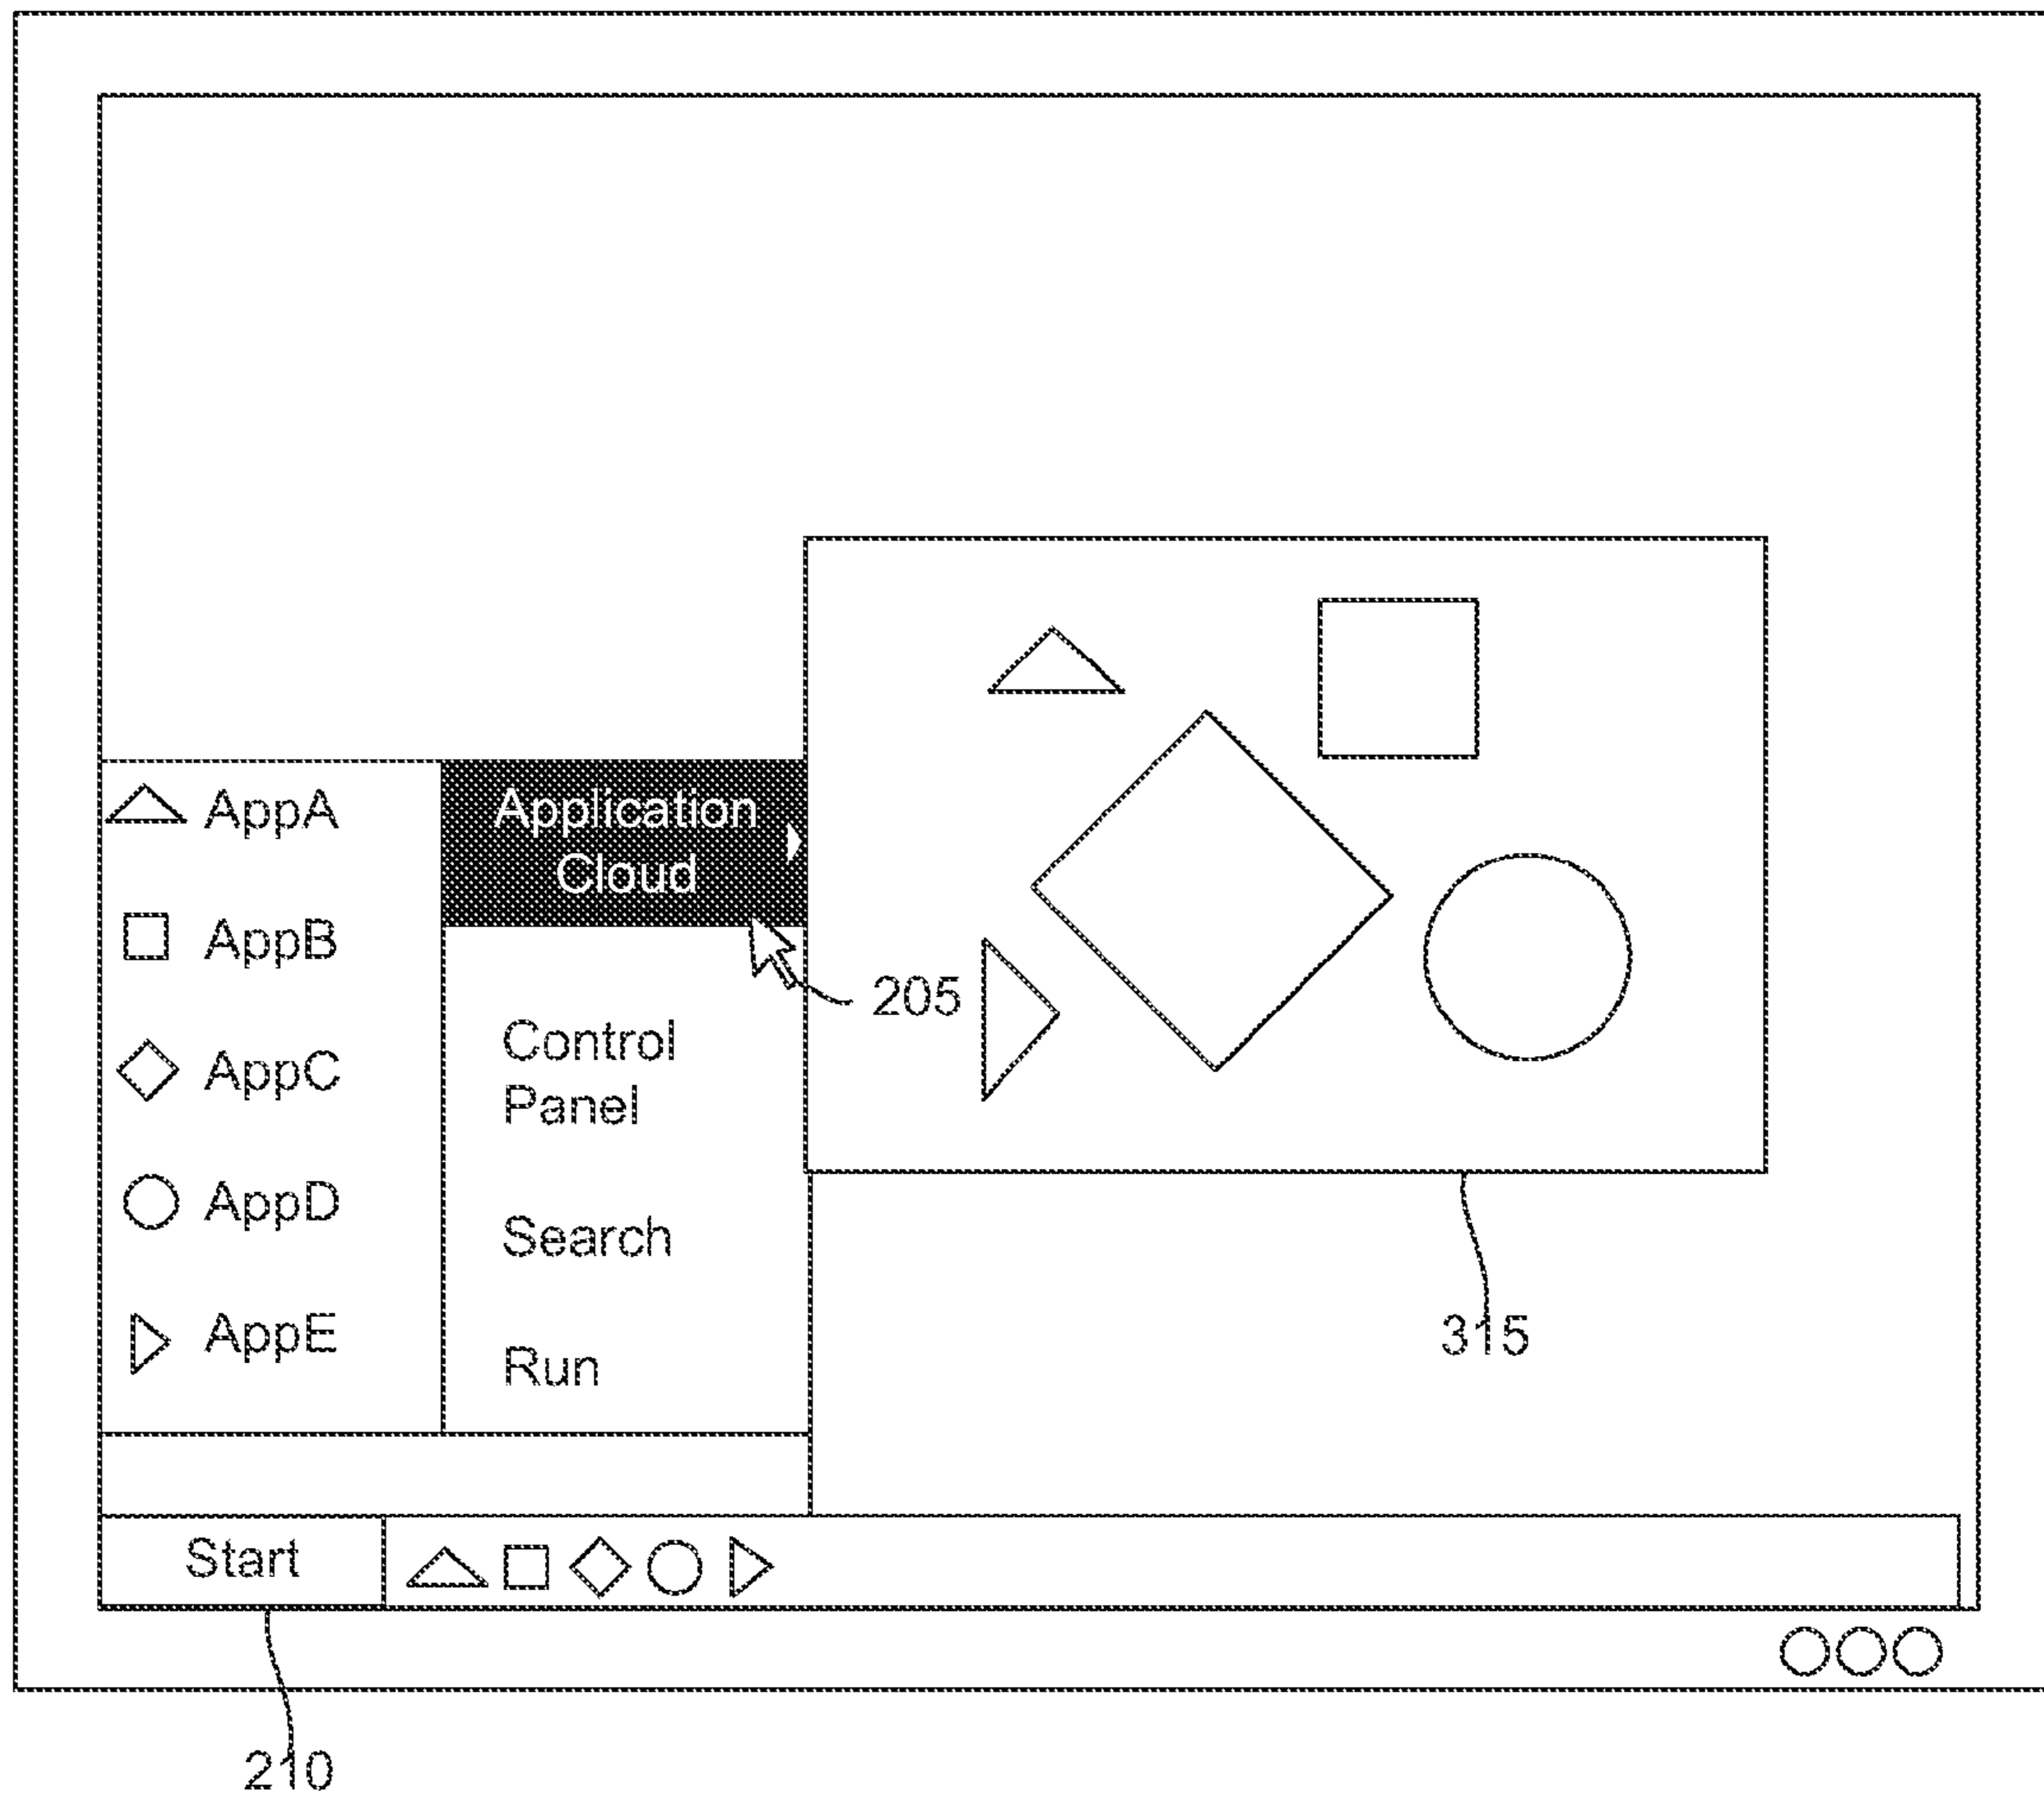 AppA
AppB
AppC
AppD
AppE
Application
Cloud
Control
Panel
Search
Run
205
315
Start
210